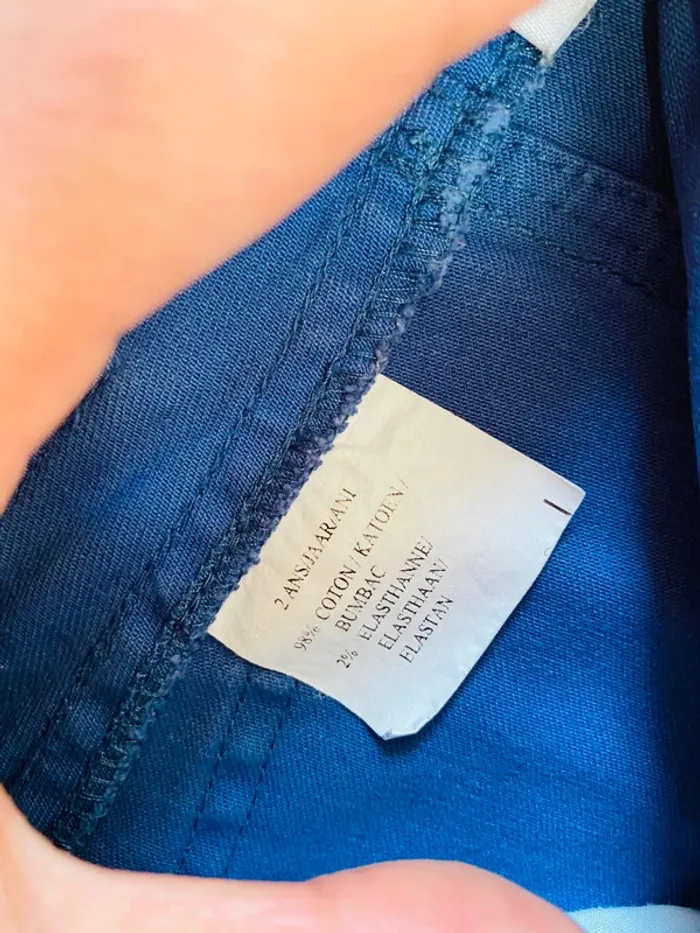 2 ANS/JAAR/ANI
98% COTON / KATOEN /
BUMBAC
2% ELASTHANNE/
ELASTHAAN/
ELASTAN